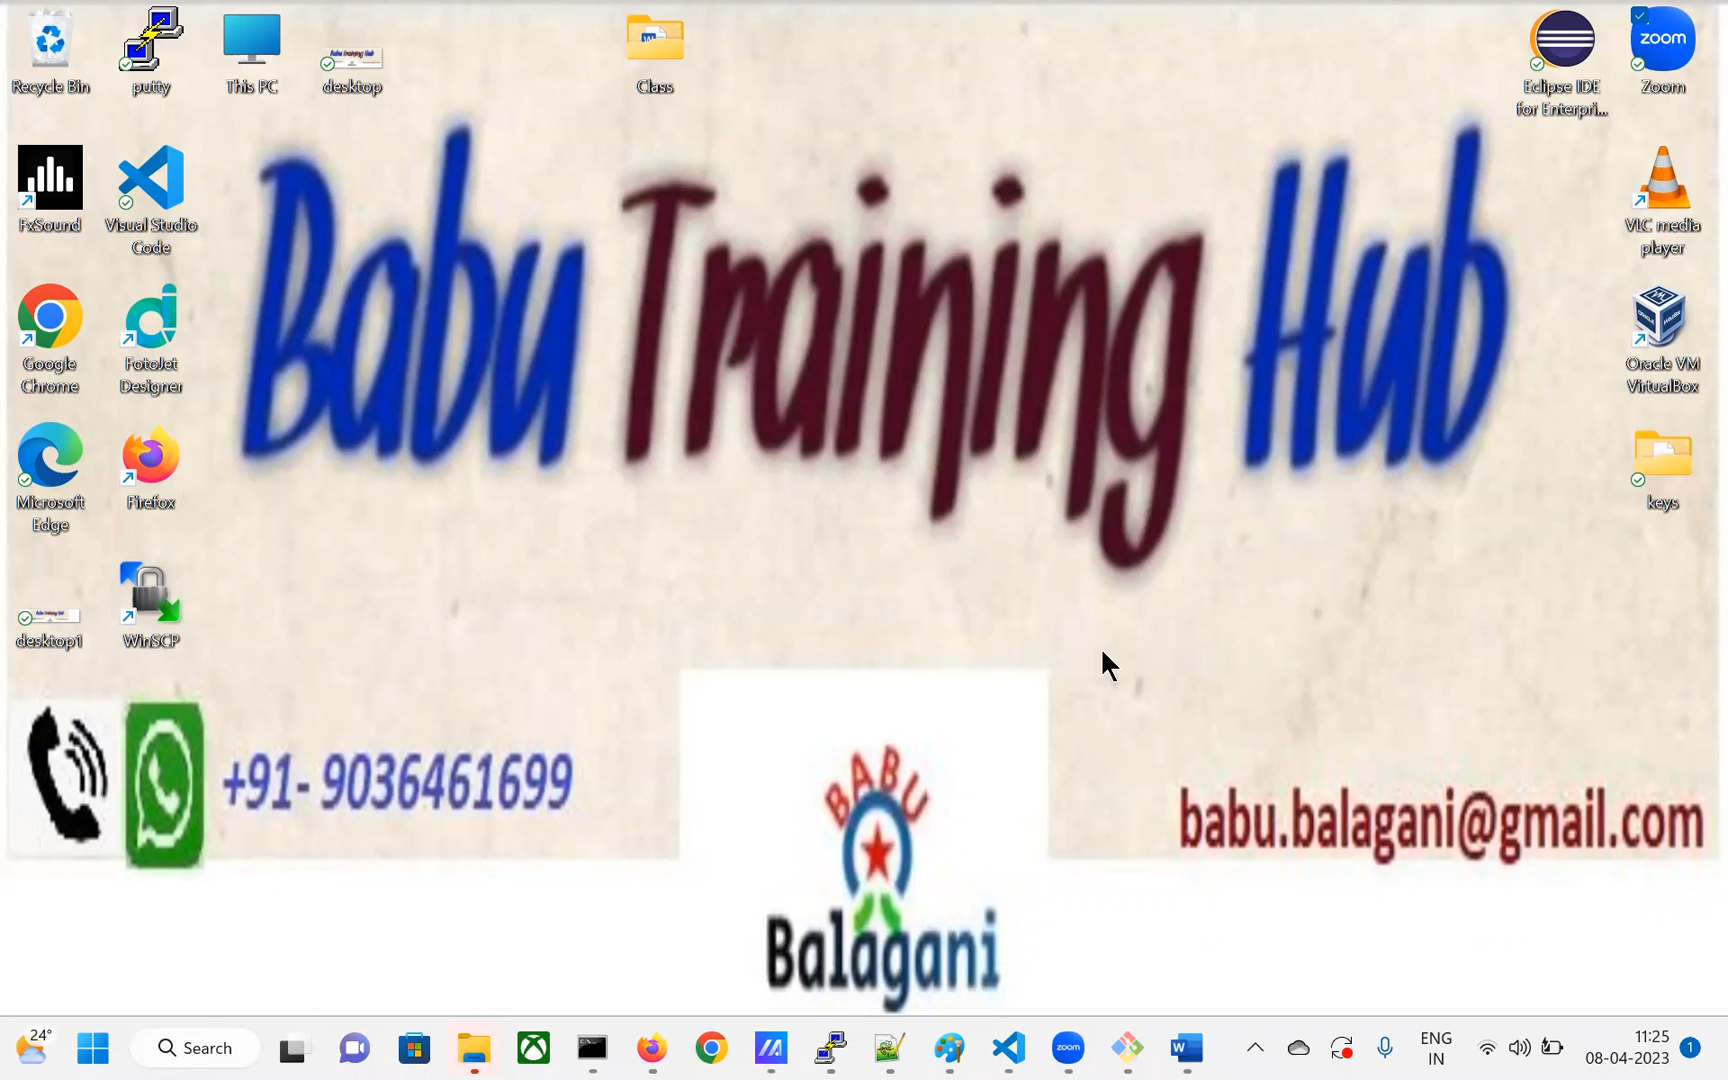 Recycle Bin
putty
This PC
desktop
Class
Eclipse IDE
for Enterpri...
zoom
Zoom
FxSound
Visual Studio
Code
VLC media
player
Babu Training Hub
Google
Chrome
FotoJet
Designer
Oracle VM
VirtualBox
Microsoft
Edge
Firefox
keys
desktop1
WinSCP
+91- 9036461699
babu.balagani@gmail.com
BABU
Balagani
24°
Search
zoom
ENG
IN
11:25
08-04-2023
1